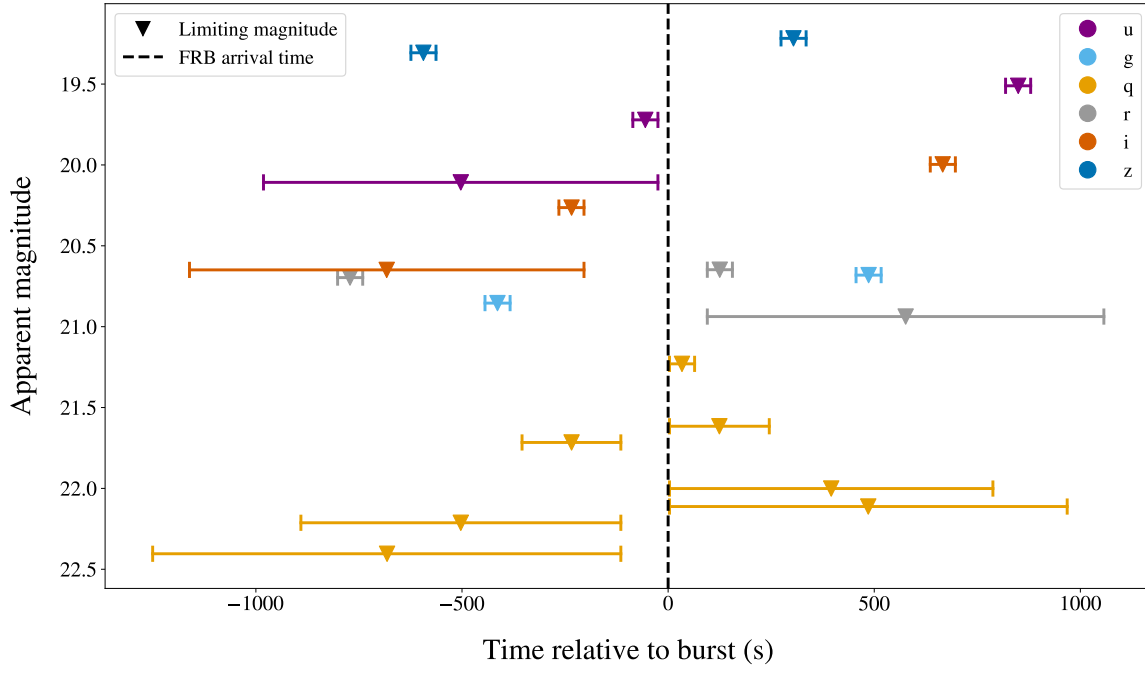 Limiting magnitude
FRB arrival time
u
g
q
r
i
z
Apparent magnitude
19.5
20.0
20.5
21.0
21.5
22.0
22.5
−1000
−500
0
500
1000
Time relative to burst (s)